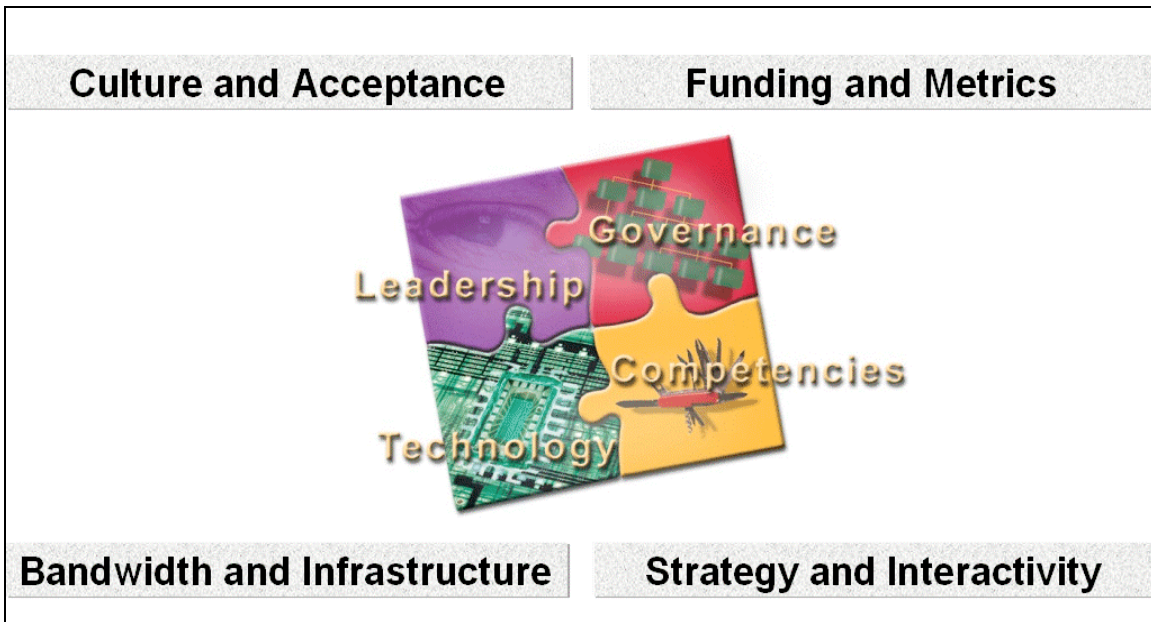 Culture and Acceptance
Funding and Metrics
Governance
Leadership
Competencies
Technology
Bandwidth and Infrastructure
Strategy and Interactivity